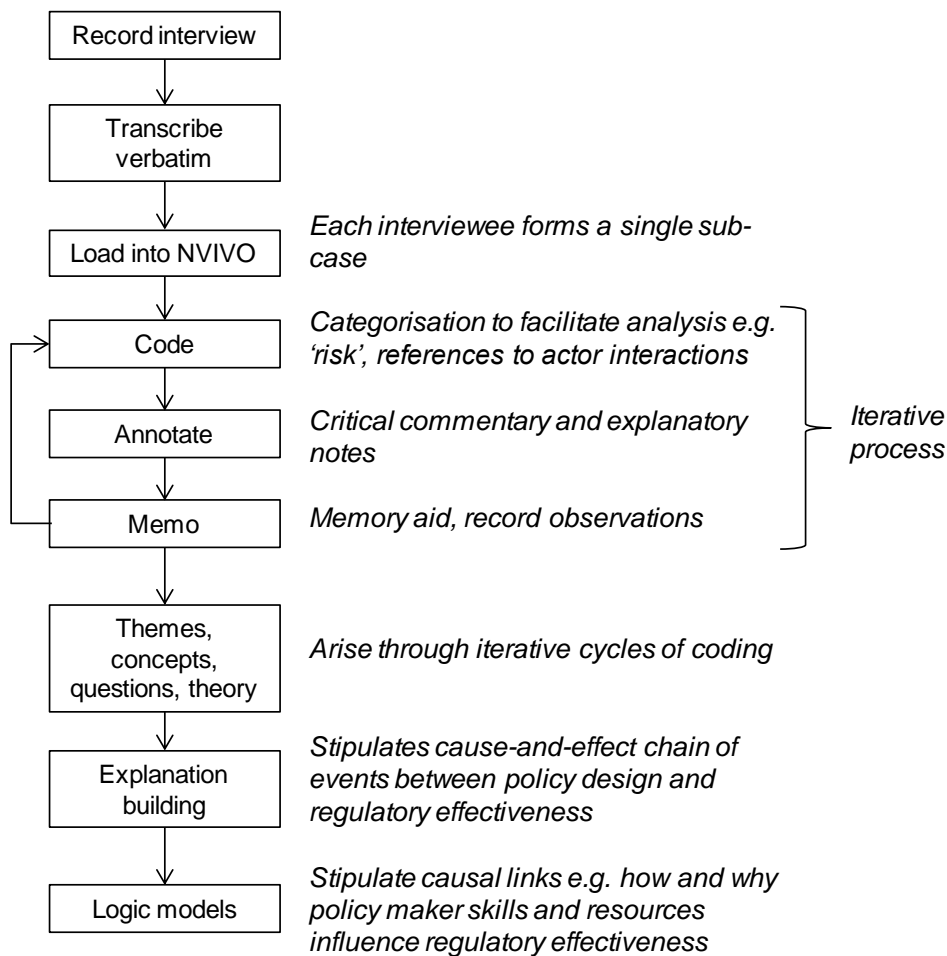 Record interview
Transcribe
verbatim
Each interviewee forms a single sub-
case
Load into NVIVO
Categorisation to facilitate analysis e.g.
‘risk’, references to actor interactions
Code
Critical commentary and explanatory
notes
Annotate
Iterative
process
Memo
Memory aid, record observations
Themes,
concepts,
questions, theory
Arise through iterative cycles of coding
Stipulates cause-and-effect chain of
events between policy design and
regulatory effectiveness
Explanation
building
Stipulate causal links e.g. how and why
policy maker skills and resources
influence regulatory effectiveness
Logic models